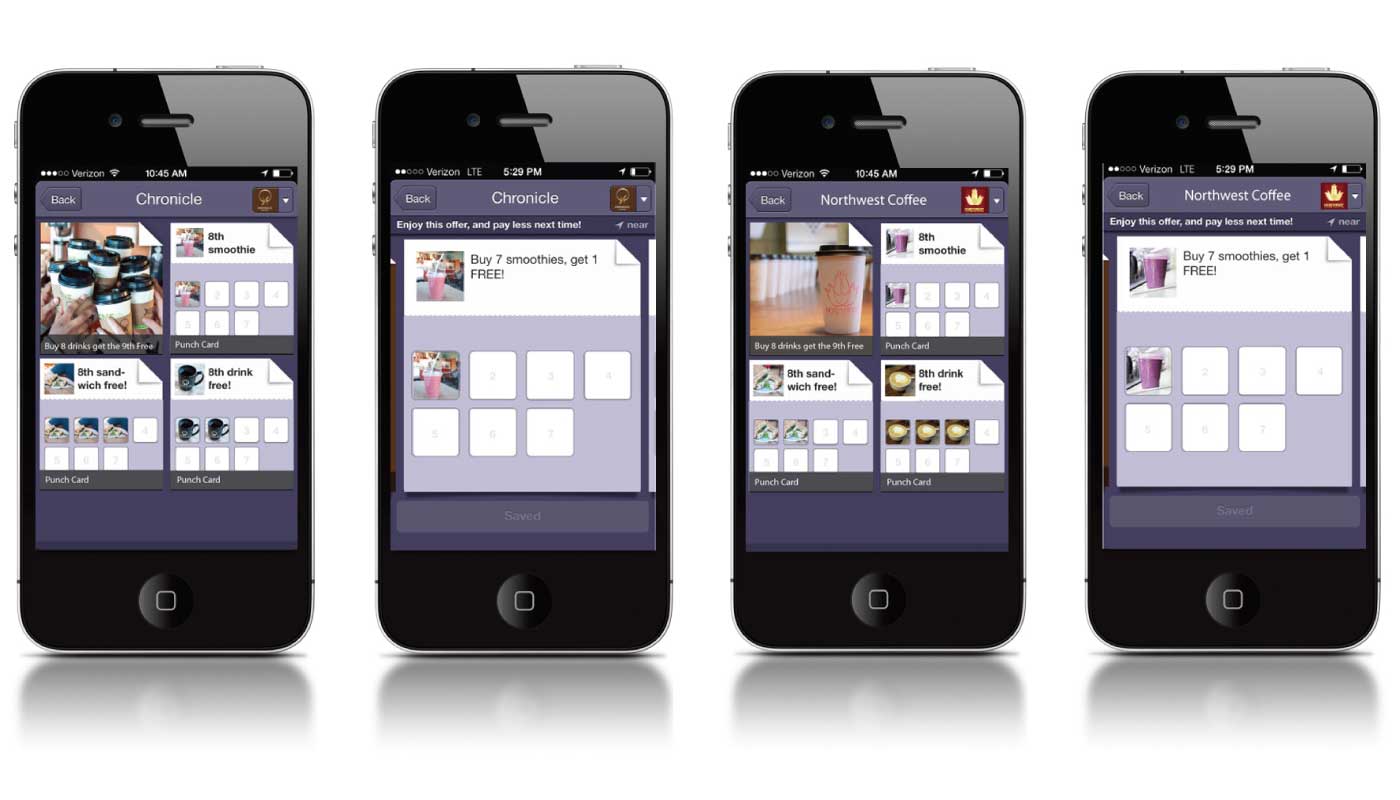 ●●●○○ Verizon 10:45 AM
Back Chronicle
8th
smoothie
2 3 4
5 6 7
Buy 8 drinks get the 9th Free
Punch Card
8th sand-
wich free!
4
5 6 7
Punch Card
8th drink
free!
3 4
5 6 7
Punch Card
●●○○○ Verizon LTE 5:29 PM
Back Chronicle
Enjoy this offer, and pay less next time! near
Buy 7 smoothies, get 1
FREE!
2 3 4
5 6 7
Saved
●●●○○ Verizon 10:45 AM
Back Northwest Coffee
8th
smoothie
2 3 4
5 6 7
Buy 8 drinks get the 9th Free
Punch Card
8th sand-
wich free!
3 4
5 6 7
Punch Card
8th drink
free!
4
5 6 7
Punch Card
●●○○○ Verizon LTE 5:29 PM
Back Northwest Coffee
Enjoy this offer, and pay less next time! near
Buy 7 smoothies, get 1
FREE!
2 3 4
5 6 7
Saved